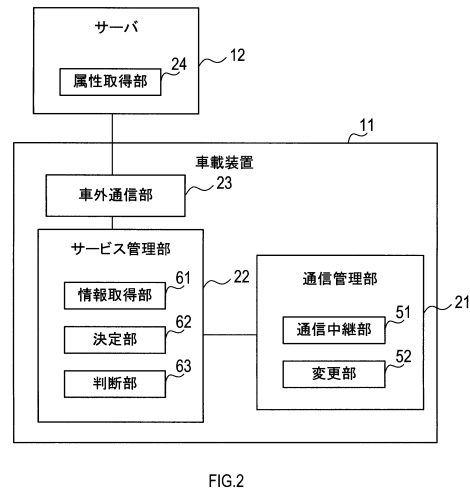 サーバ
属性取得部
24
12
11
車載装置
車外通信部
23
サービス管理部
情報取得部
61
22
決定部
62
判断部
63
通信管理部
21
通信中継部
51
変更部
52
FIG.2